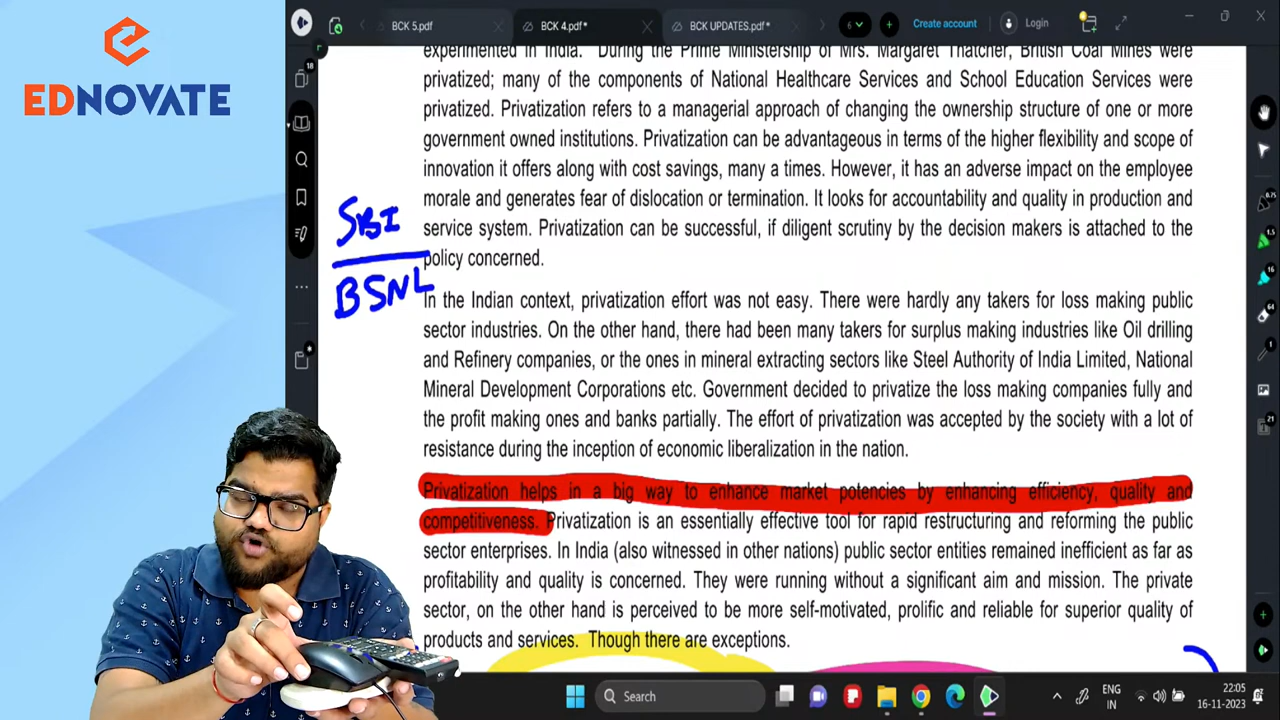 EDNOVATE
BCK 5.pdf
BCK 4.pdf*
BCK UPDATES.pdf*
6
Create account
Login
18
experimented in India. During the Prime Ministership of Mrs. Margaret Thatcher, British Coal Mines were
privatized; many of the components of National Healthcare Services and School Education Services were
privatized. Privatization refers to a managerial approach of changing the ownership structure of one or more
government owned institutions. Privatization can be advantageous in terms of the higher flexibility and scope of
innovation it offers along with cost savings, many a times. However, it has an adverse impact on the employee
morale and generates fear of dislocation or termination. It looks for accountability and quality in production and
service system. Privatization can be successful, if diligent scrutiny by the decision makers is attached to the
policy concerned.
SBI
BSNL
In the Indian context, privatization effort was not easy. There were hardly any takers for loss making public
sector industries. On the other hand, there had been many takers for surplus making industries like Oil drilling
and Refinery companies, or the ones in mineral extracting sectors like Steel Authority of India Limited, National
Mineral Development Corporations etc. Government decided to privatize the loss making companies fully and
the profit making ones and banks partially. The effort of privatization was accepted by the society with a lot of
resistance during the inception of economic liberalization in the nation.
Privatization helps in a big way to enhance market potencies by enhancing efficiency, quality and
competitiveness. Privatization is an essentially effective tool for rapid restructuring and reforming the public
sector enterprises. In India (also witnessed in other nations) public sector entities remained inefficient as far as
profitability and quality is concerned. They were running without a significant aim and mission. The private
sector, on the other hand is perceived to be more self-motivated, prolific and reliable for superior quality of
products and services. Though there are exceptions.
0.75
1.5
16
64
1
21
Search
ENG
IN
22:05
16-11-2023